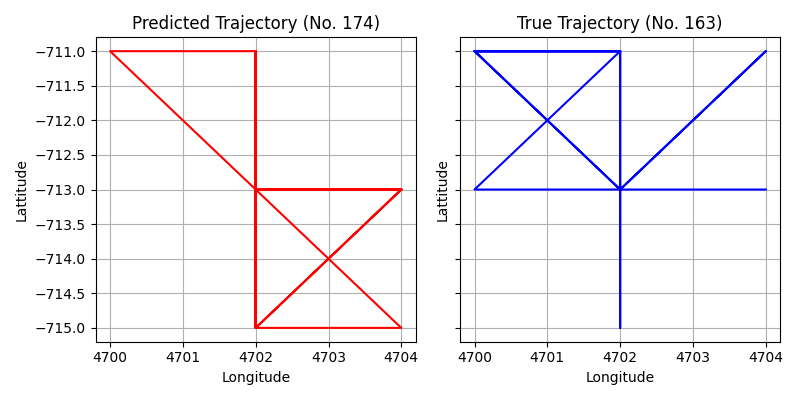 Predicted Trajectory (No. 174)
True Trajectory (No. 163)
−711.0
−711.5
−712.0
−712.5
−713.0
−713.5
−714.0
−714.5
−715.0
Lattitude
Lattitude
4700 4701 4702 4703 4704
4700 4701 4702 4703 4704
Longitude
Longitude